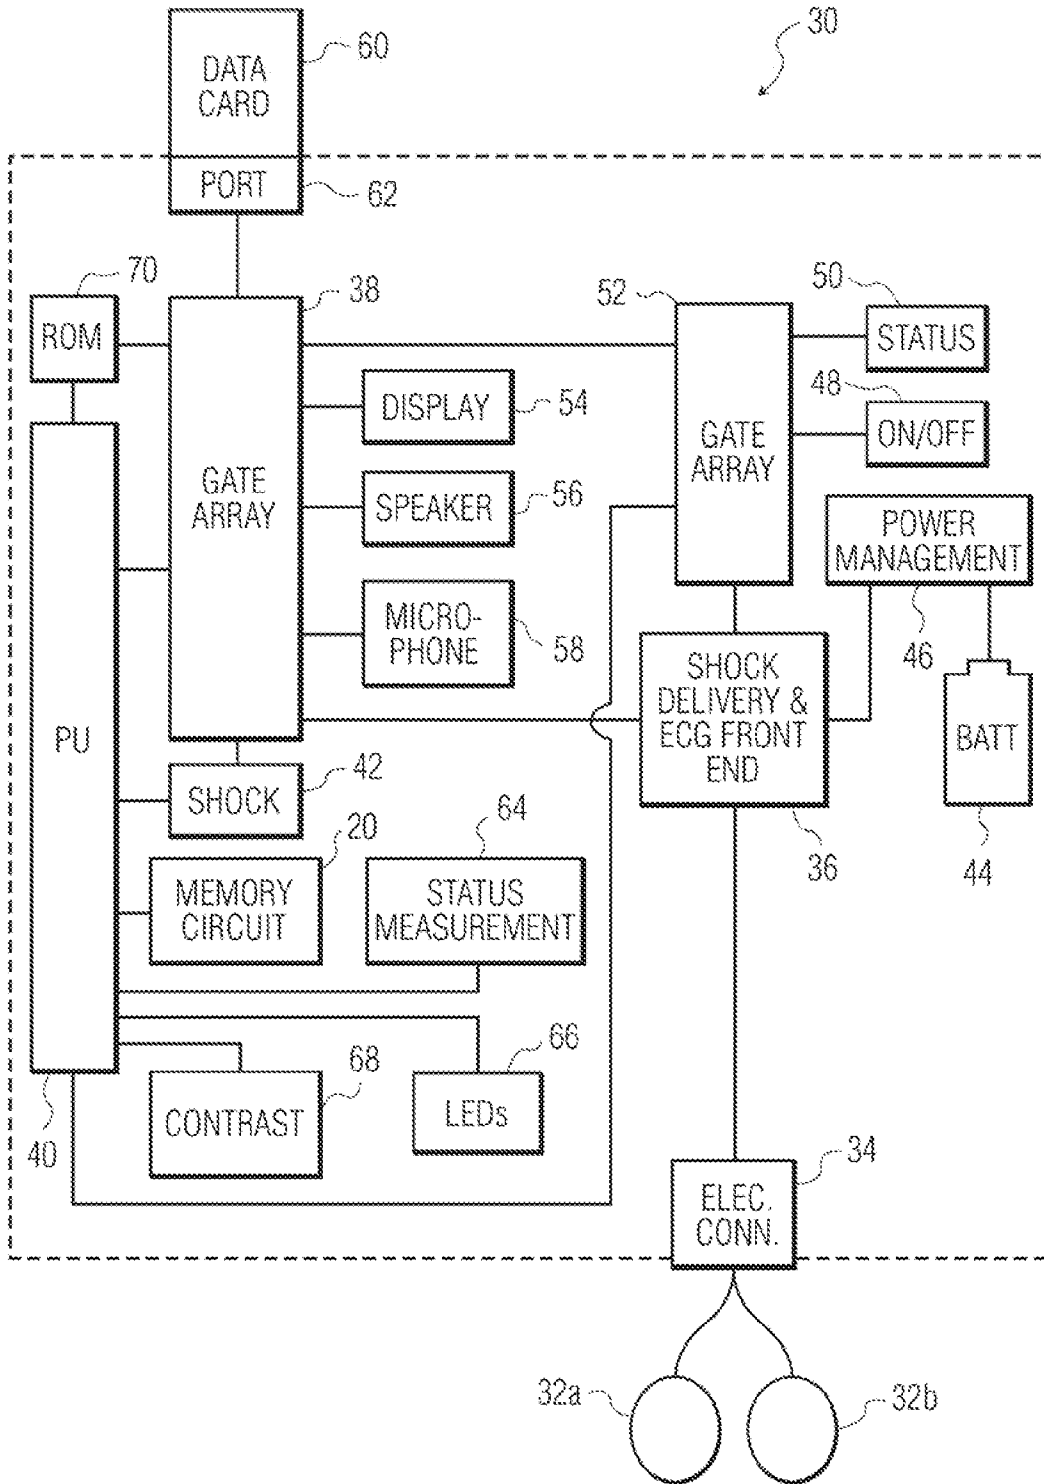 30
60
DATA
CARD
PORT
62
70
38
52
50
ROM
STATUS
DISPLAY
54
48
ON/OFF
GATE
ARRAY
GATE
ARRAY
SPEAKER
56
POWER
MANAGEMENT
MICRO-
PHONE
58
46
SHOCK
DELIVERY &
ECG FRONT
END
PU
BATT
42
SHOCK
64
20
36
44
MEMORY
CIRCUIT
STATUS
MEASUREMENT
66
68
CONTRAST
LEDs
40
34
ELEC.
CONN.
32a
32b